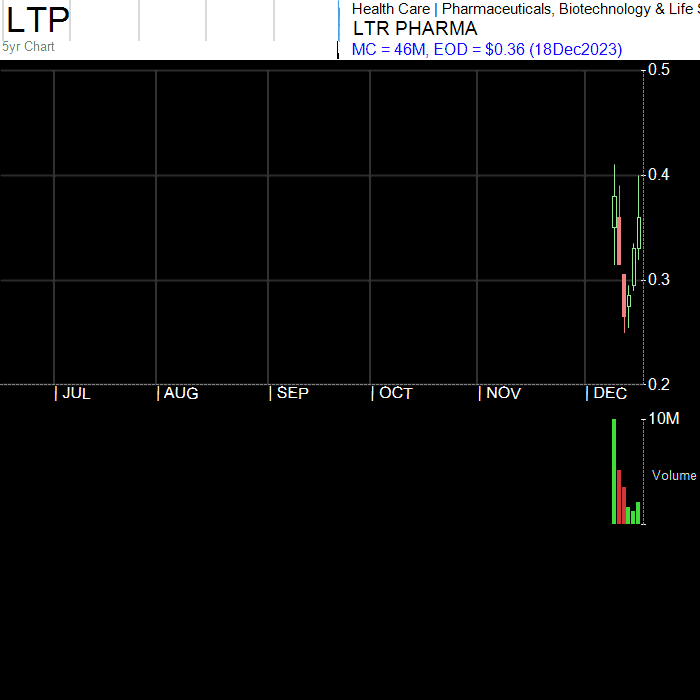 LTP
5yr Chart
Health Care | Pharmaceuticals, Biotechnology & Life
LTR PHARMA
MC = 46M, EOD = $0.36 (18Dec2023)
0.5
0.4
0.3
0.2
JUL AUG SEP OCT NOV DEC
10M
Volume